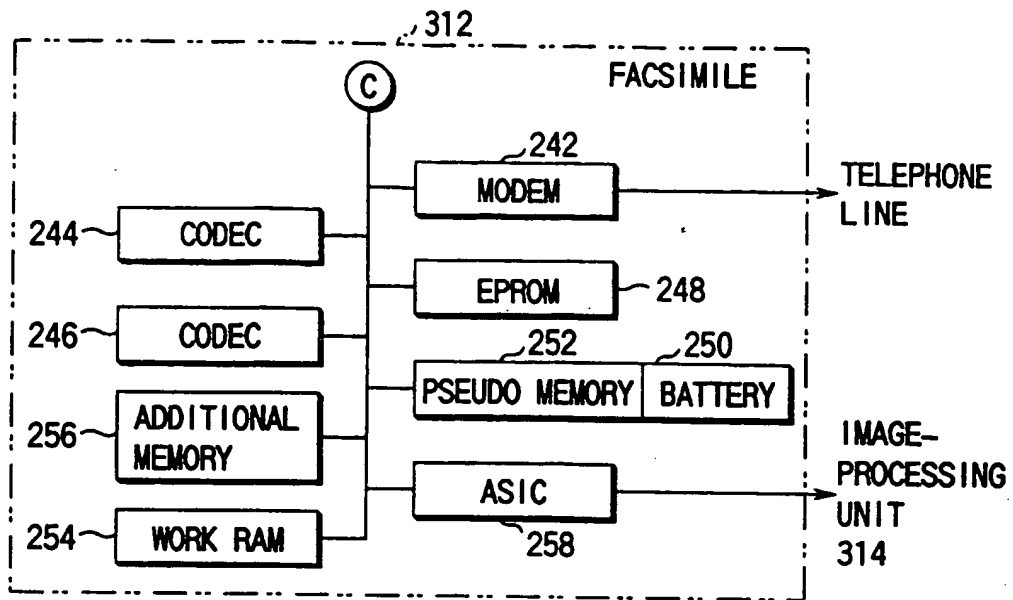 312
C
FACSIMILE
242
MODEM
TELEPHONE
LINE
244
CODEC
EPROM
248
246
CODEC
252
250
PSEUDO MEMORY
BATTERY
256
ADDITIONAL
MEMORY
IMAGE-
PROCESSING
UNIT
314
ASIC
258
254
WORK RAM